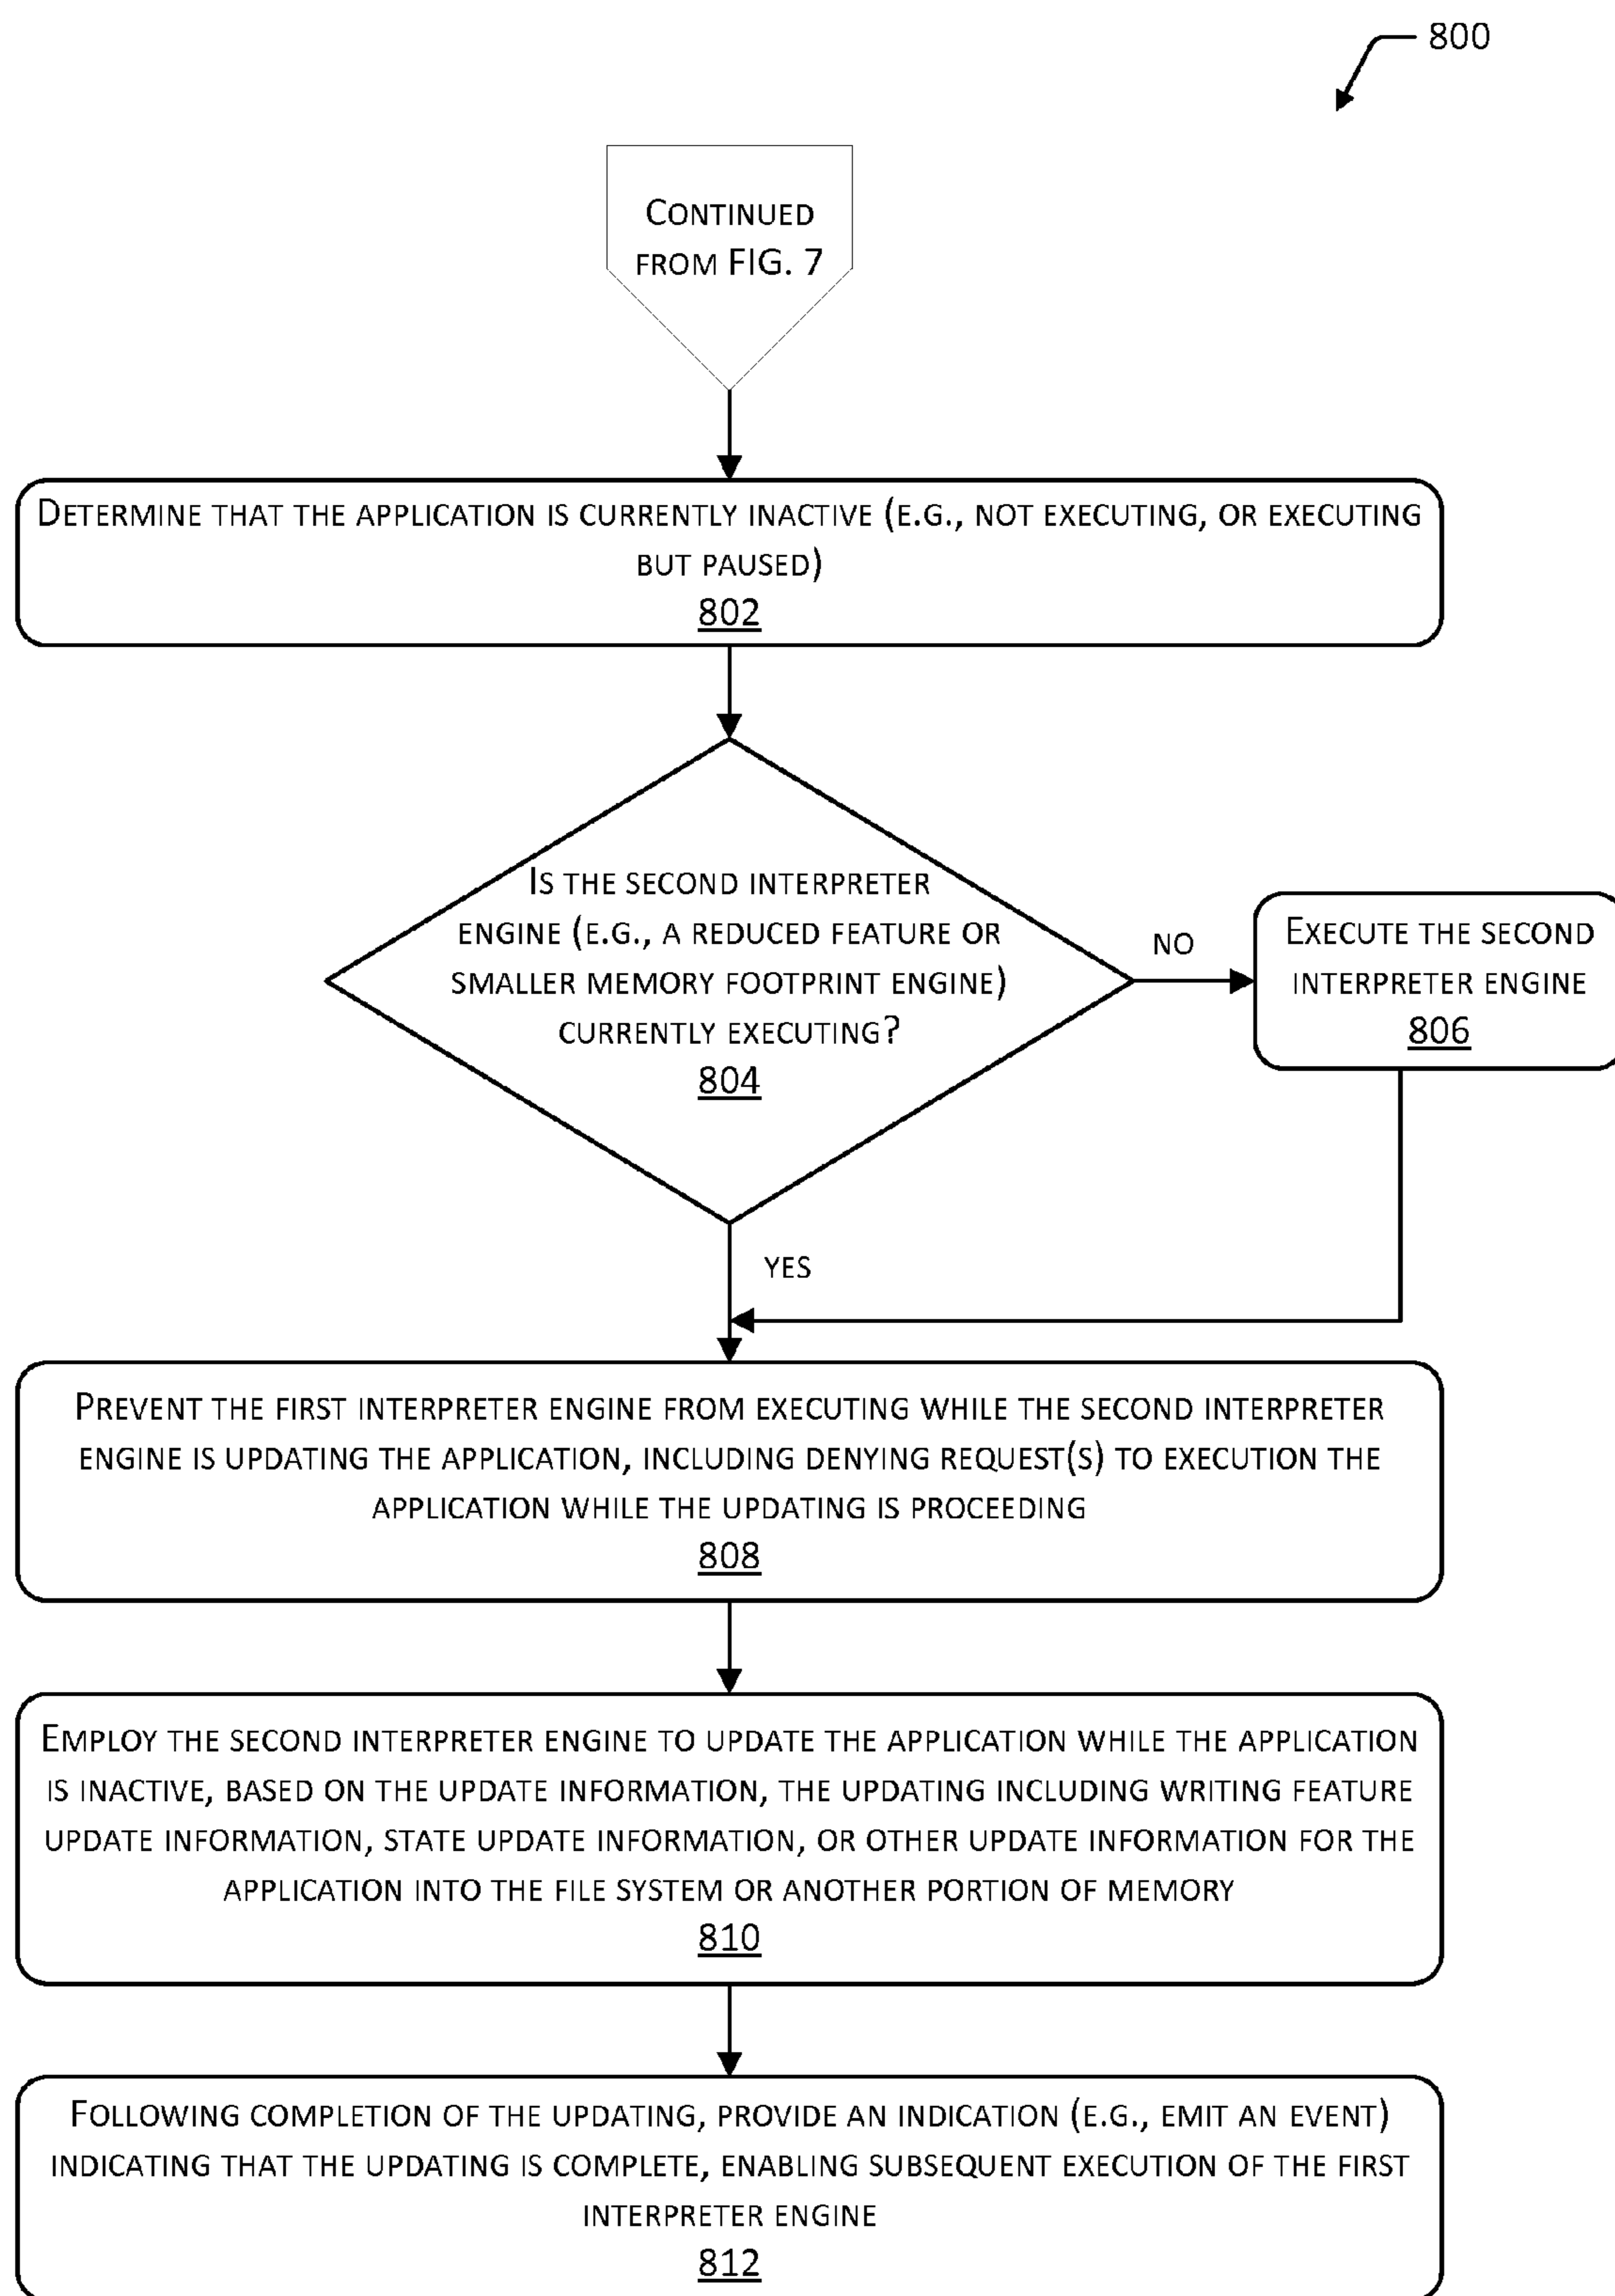 800
CONTINUED
FROM FIG. 7
DETERMINE THAT THE APPLICATION IS CURRENTLY INACTIVE (E.G., NOT EXECUTING, OR EXECUTING
BUT PAUSED)
802
IS THE SECOND INTERPRETER
ENGINE (E.G., A REDUCED FEATURE OR
SMALLER MEMORY FOOTPRINT ENGINE)
CURRENTLY EXECUTING?
804
NO
EXECUTE THE SECOND
INTERPRETER ENGINE
806
YES
PREVENT THE FIRST INTERPRETER ENGINE FROM EXECUTING WHILE THE SECOND INTERPRETER
ENGINE IS UPDATING THE APPLICATION, INCLUDING DENYING REQUEST(S) TO EXECUTION THE
APPLICATION WHILE THE UPDATING IS PROCEEDING
808
EMPLOY THE SECOND INTERPRETER ENGINE TO UPDATE THE APPLICATION WHILE THE APPLICATION
IS INACTIVE, BASED ON THE UPDATE INFORMATION, THE UPDATING INCLUDING WRITING FEATURE
UPDATE INFORMATION, STATE UPDATE INFORMATION, OR OTHER UPDATE INFORMATION FOR THE
APPLICATION INTO THE FILE SYSTEM OR ANOTHER PORTION OF MEMORY
810
FOLLOWING COMPLETION OF THE UPDATING, PROVIDE AN INDICATION (E.G., EMIT AN EVENT)
INDICATING THAT THE UPDATING IS COMPLETE, ENABLING SUBSEQUENT EXECUTION OF THE FIRST
INTERPRETER ENGINE
812